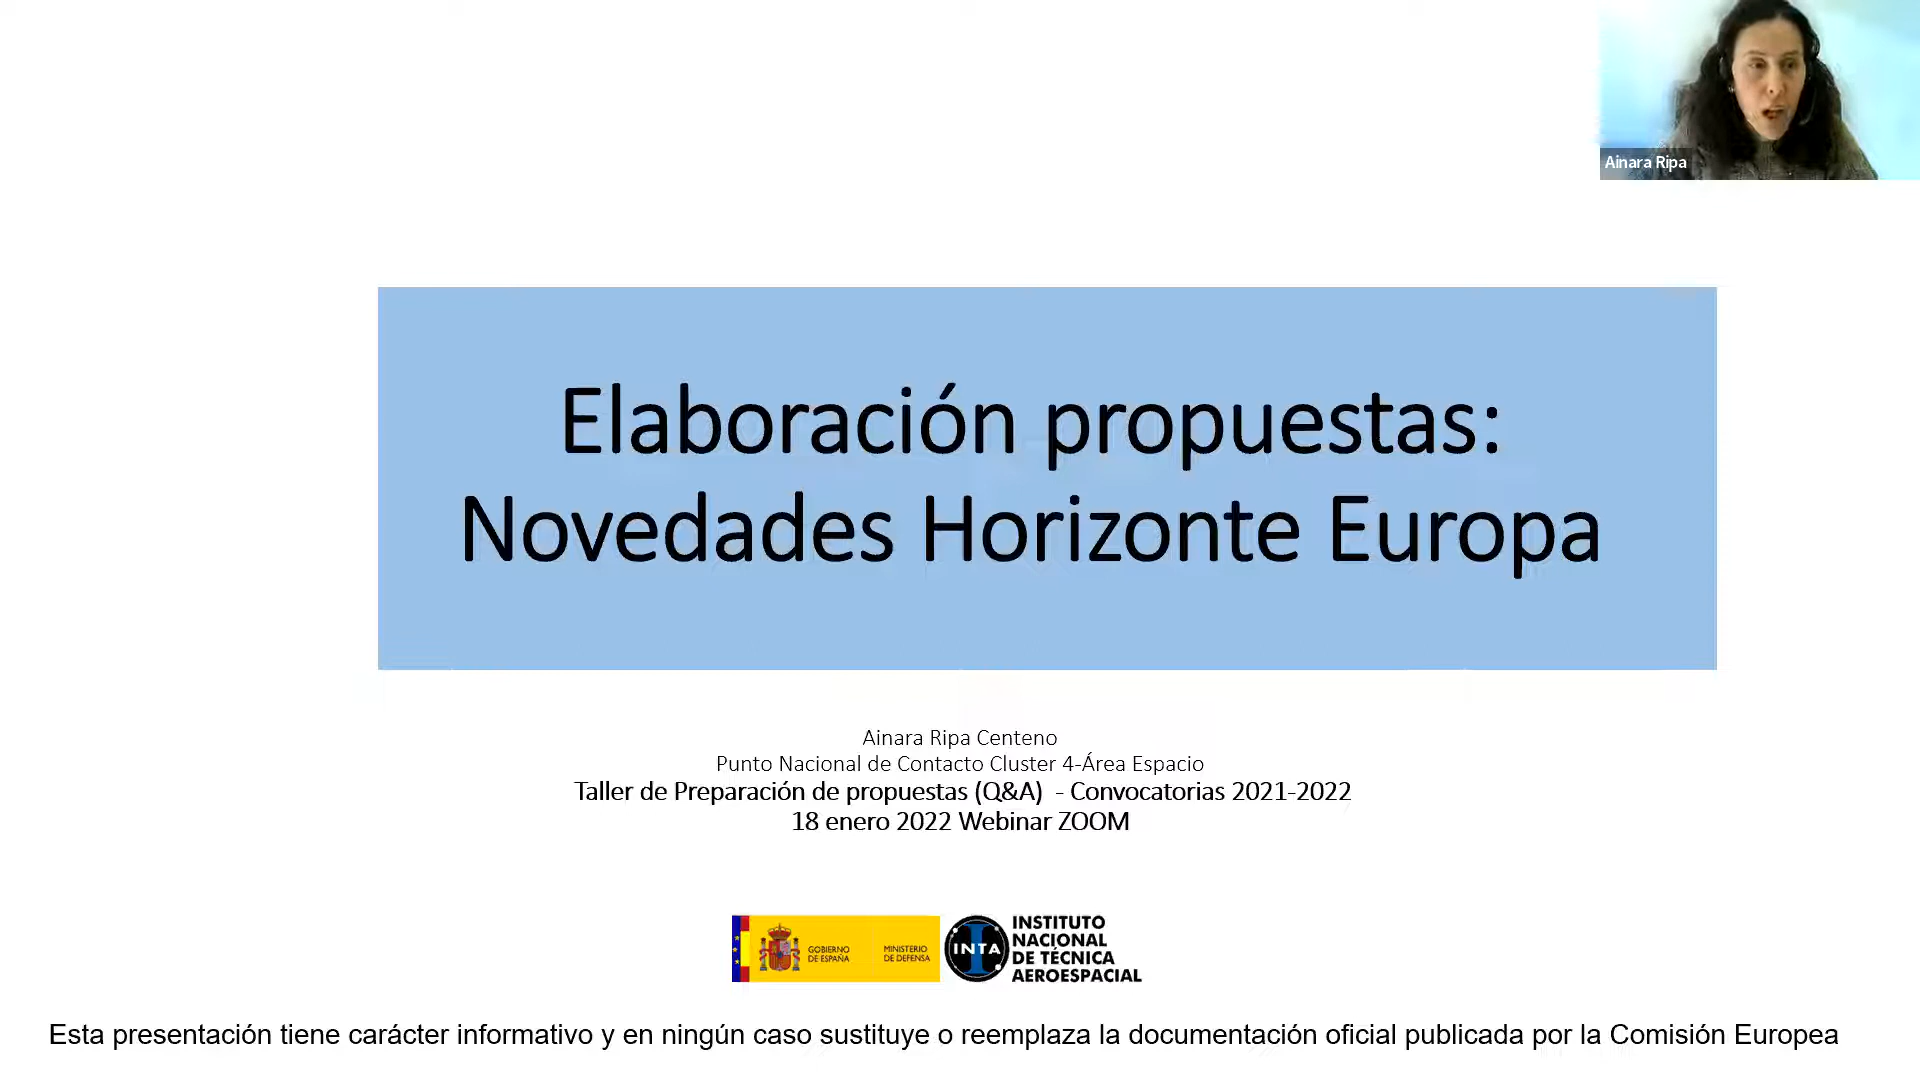 Ainara Ripa
Elaboración propuestas:
Novedades Horizonte Europa
Ainara Ripa Centeno
Punto Nacional de Contacto Cluster 4-Área Espacio
Taller de Preparación de propuestas (Q&A) - Convocatorias 2021-2022
18 enero 2022 Webinar ZOOM
GOBIERNO
DE ESPAÑA
MINISTERIO
DE DEFENSA
INTA
INSTITUTO
NACIONAL
DE TÉCNICA
AEROESPACIAL
Esta presentación tiene carácter informativo y en ningún caso sustituye o reemplaza la documentación oficial publicada por la Comisión Europea